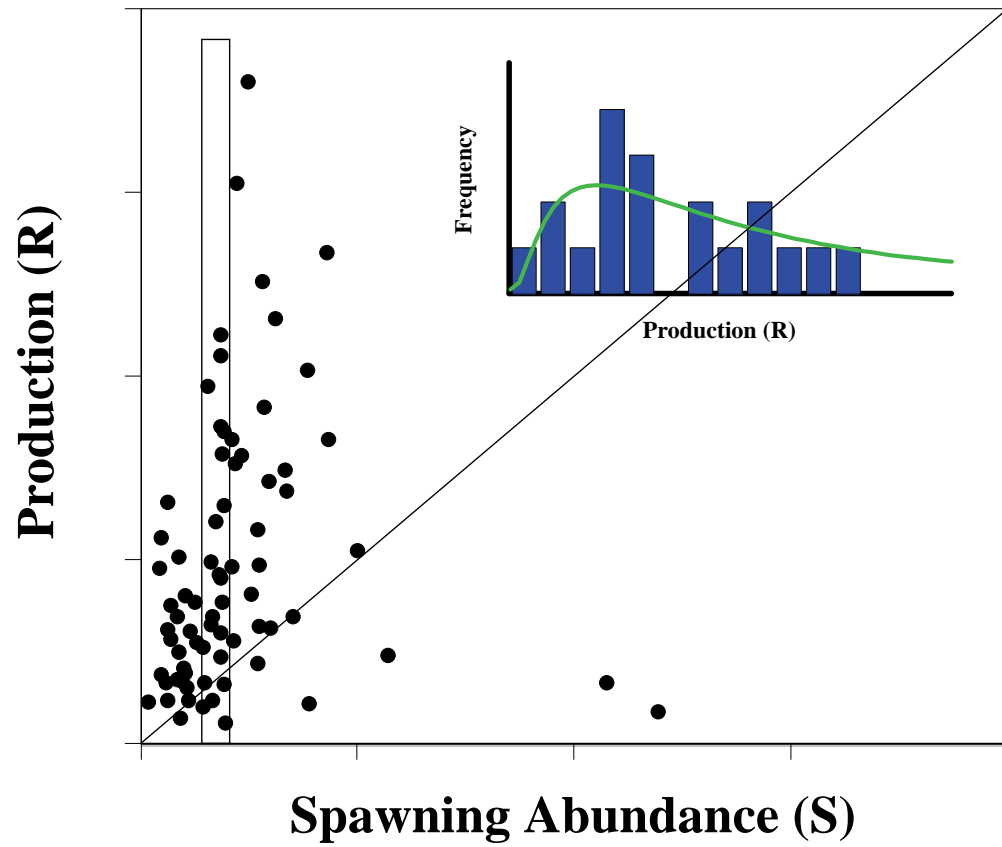 Production (R)
Frequency
Production (R)
Spawning Abundance (S)